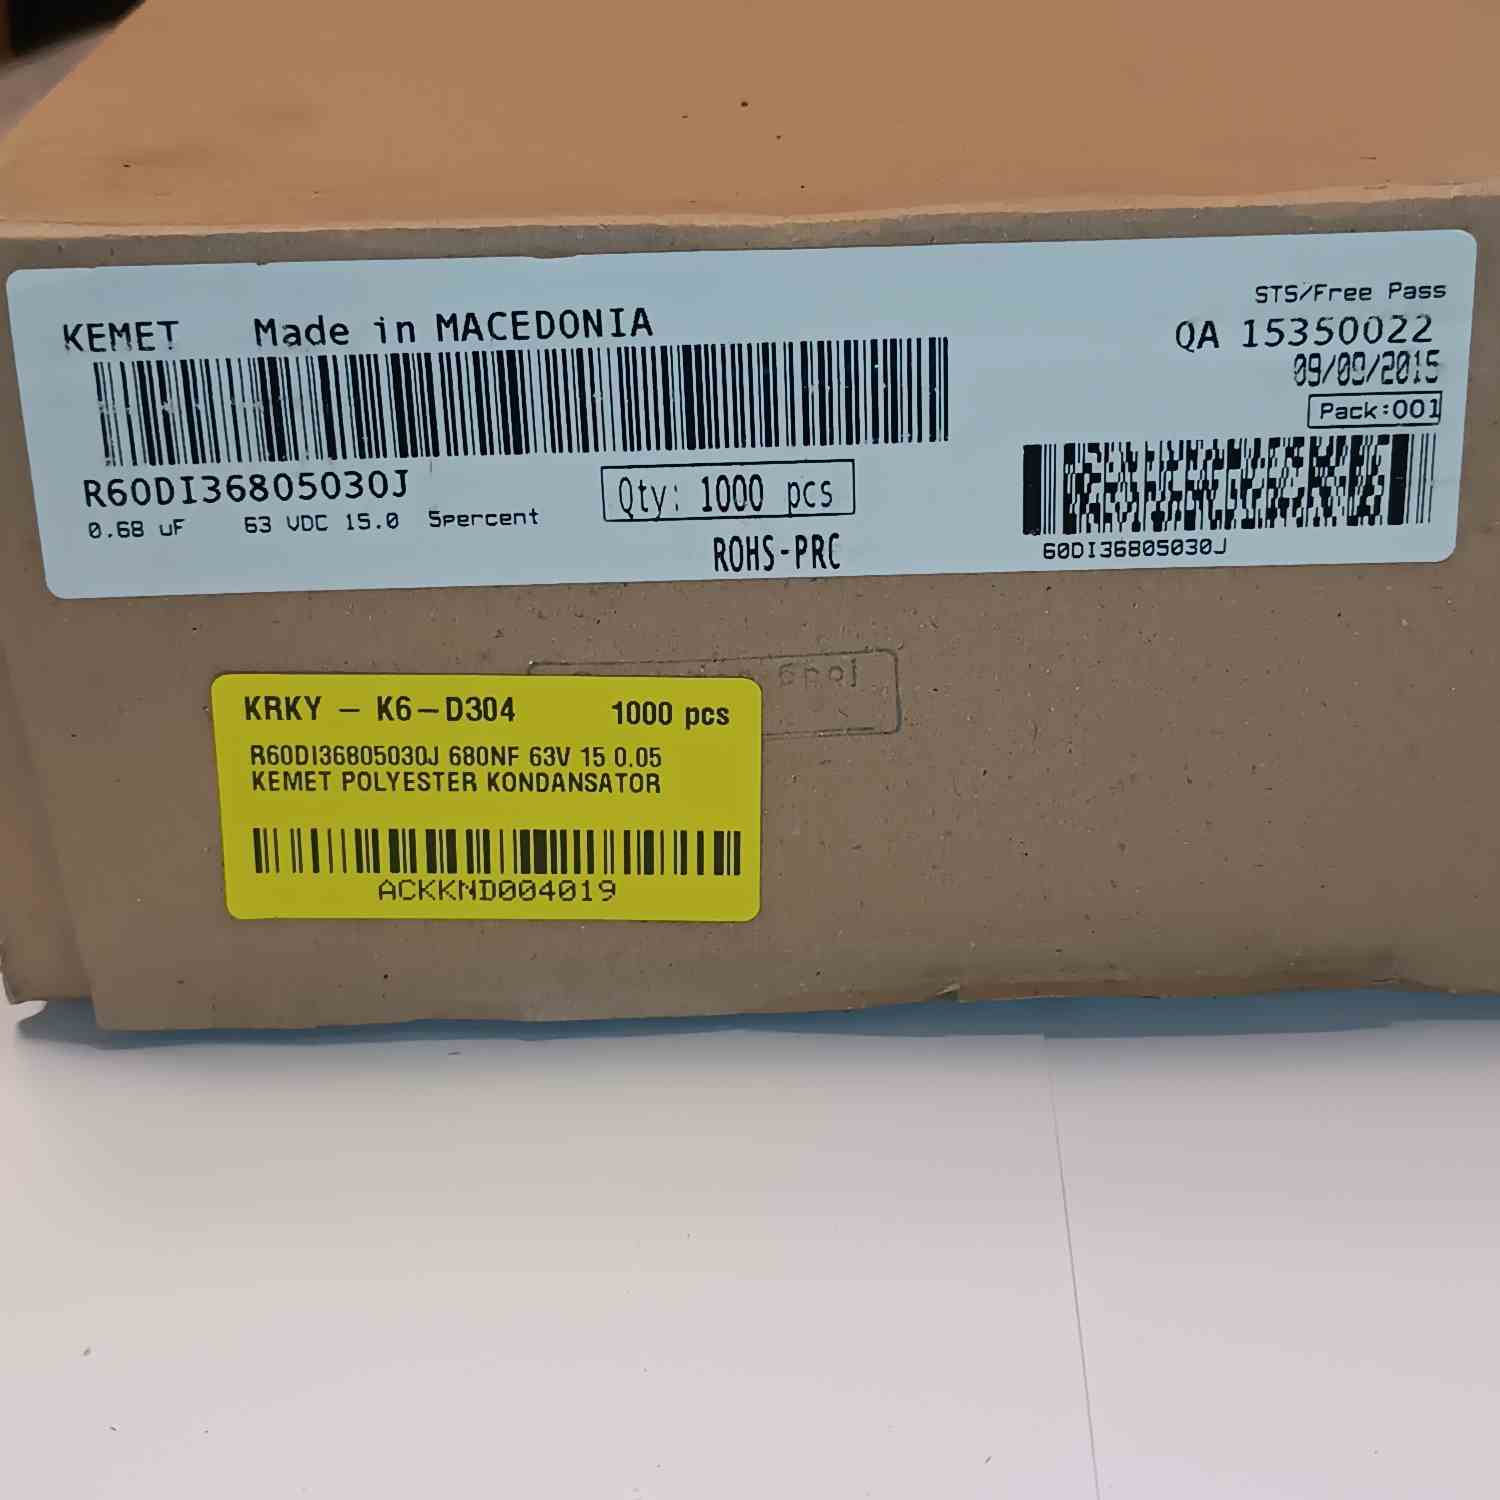 KEMET Made in MACEDONIA
STS/Free Pass
QA 15350022
09/09/2015
Pack:001
R60DI36805030J
Qty: 1000 pcs
0.68 uF 63 VDC 15.0 5percent
ROHS-PRC
60DI36805030J
KRKY - K6-D304 1000 pcs
R60DI36805030J 680NF 63V 15 0.05
KEMET POLYESTER KONDANSATOR
ACKKND004019